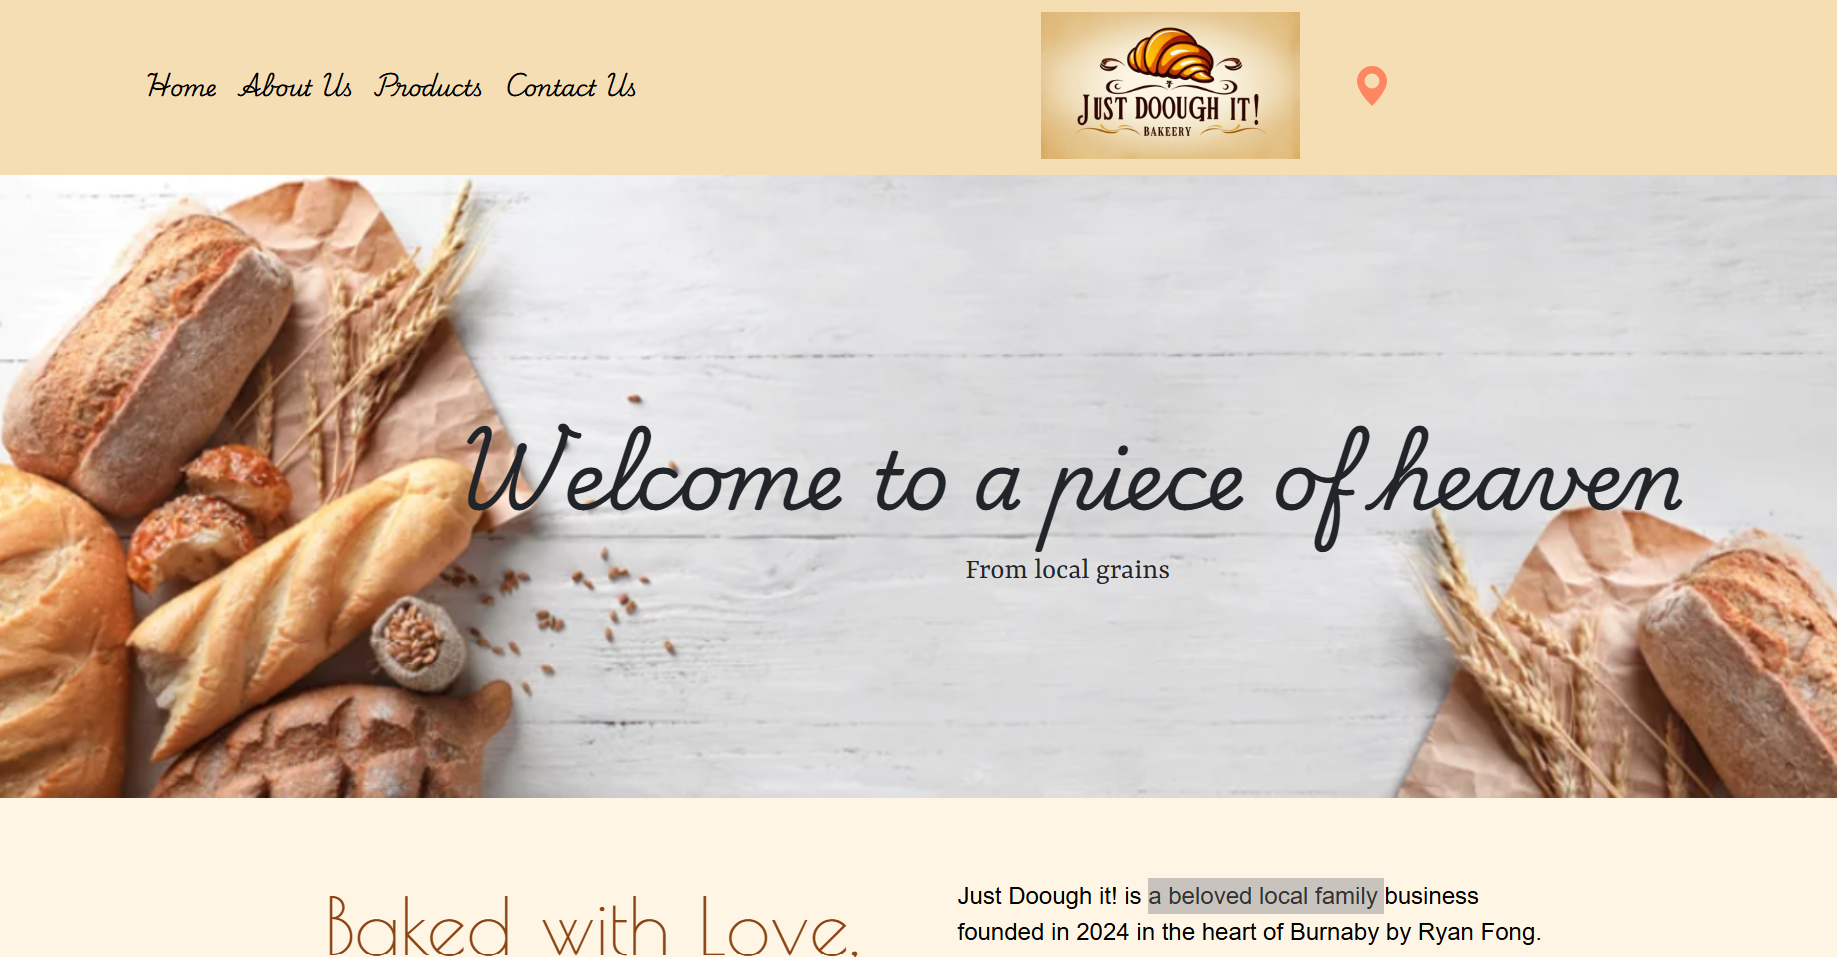 Home About Us Products Contact Us
JUST DOOUGH IT!
BAKEERY
Welcome to a piece of heaven
From local grains
Baked with Love,
Just Doough it! is a beloved local family business
founded in 2024 in the heart of Burnaby by Ryan Fong.